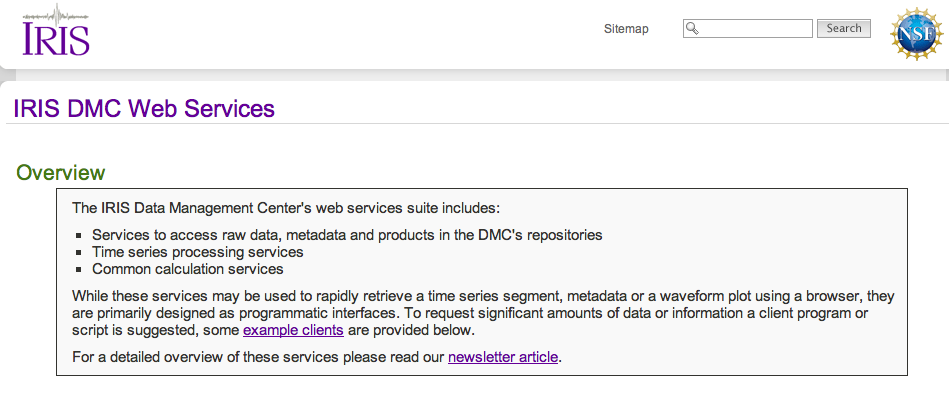 IRIS
Sitemap
Search
NSF
IRIS DMC Web Services
Overview
The IRIS Data Management Center's web services suite includes:
Services to access raw data, metadata and products in the DMC's repositories
Time series processing services
Common calculation services
While these services may be used to rapidly retrieve a time series segment, metadata or a waveform plot using a browser, they
are primarily designed as programmatic interfaces. To request significant amounts of data or information a client program or
script is suggested, some example clients are provided below.
For a detailed overview of these services please read our newsletter article.